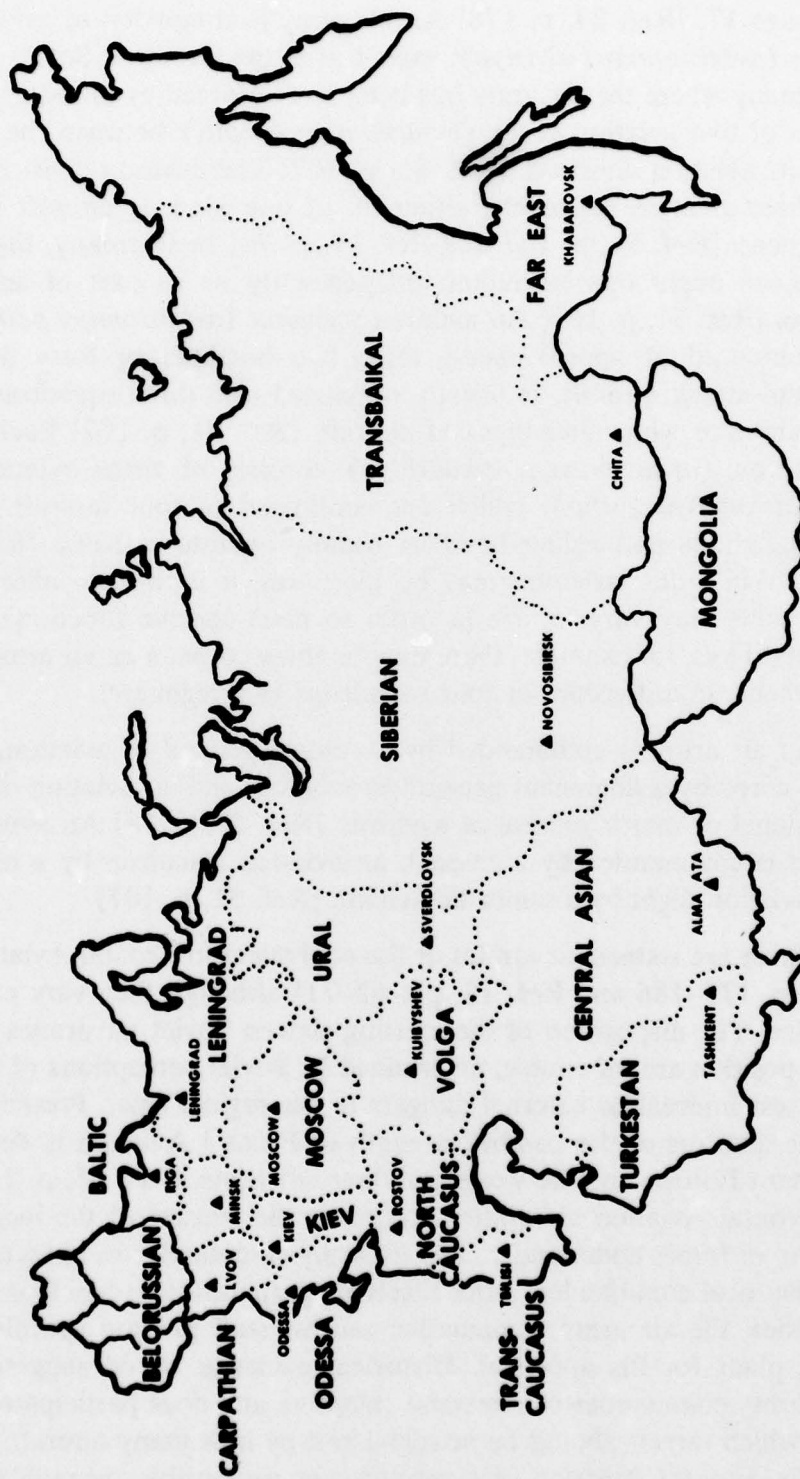 BALTIC
BELORUSSIAN
CARPATHIAN
ODESSA
KIEV
LENINGRAD
MOSCOW
URAL
VOLGA
NORTH
CAUCASUS
TRANS-
CAUCASUS
TURKESTAN
CENTRAL ASIAN
SIBERIAN
TRANSBAIKAL
FAR EAST
MONGOLIA
RIGA
LENINGRAD
MINSK
LVOV
KIEV
ODESSA
MOSCOW
ROSTOV
KUIBYSHEV
SVERDLOVSK
TASHKENT
ALMA ATA
NOVOSIBIRSK
CHITA
KHABAROVSK